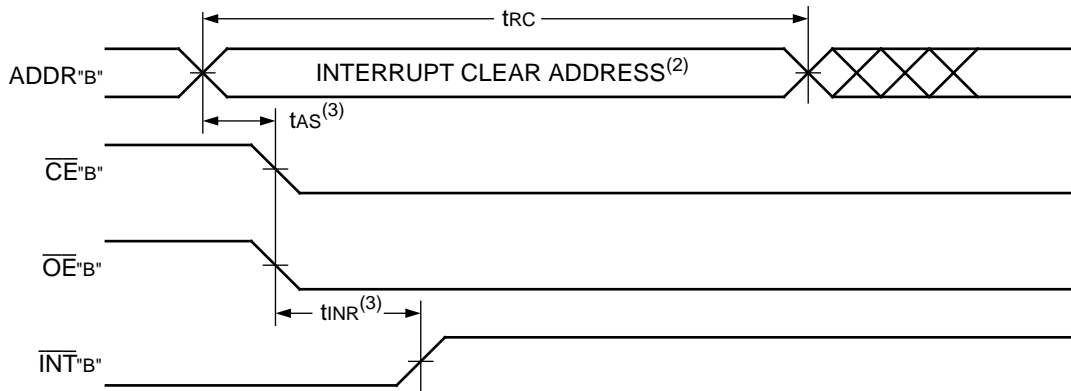 tRC
ADDR"B"
INTERRUPT CLEAR ADDRESS(2)
tAS(3)
CE"B"
OE"B"
tINR(3)
INT"B"